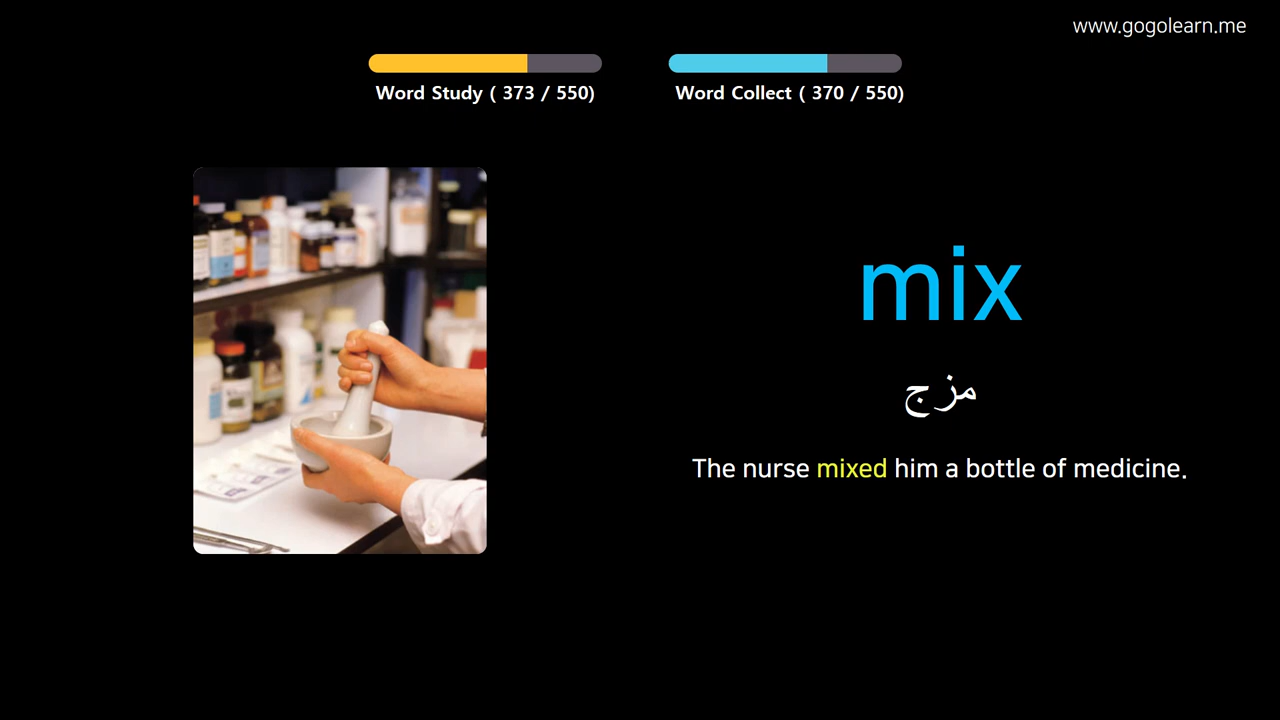 www.gogolearn.me
Word Study ( 373 / 550)
Word Collect ( 370 / 550)
mix
مزج
The nurse mixed him a bottle of medicine.